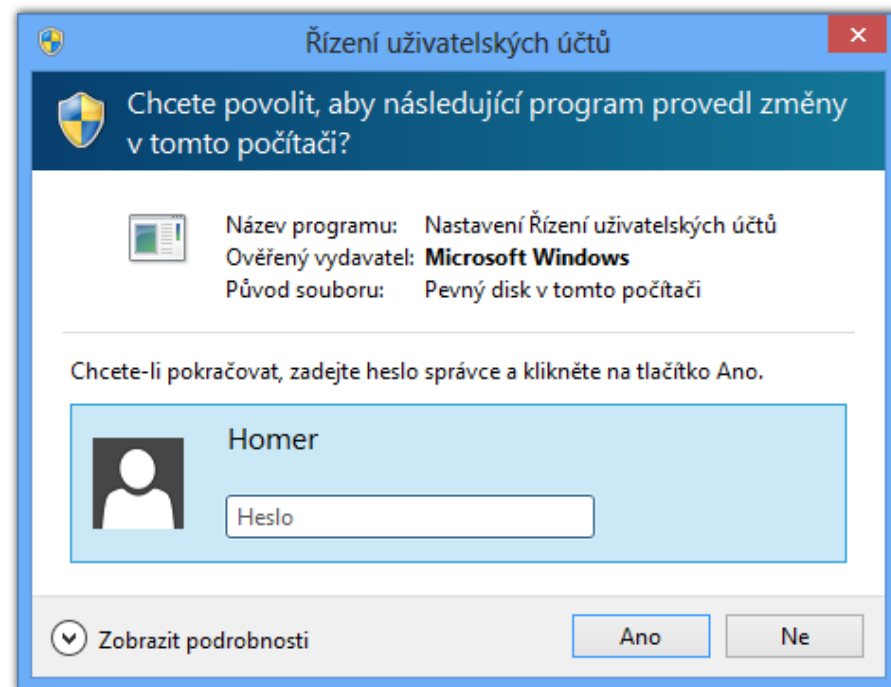 Řízení uživatelských účtů
Chcete povolit, aby následující program provedl změny
v tomto počítači?
Název programu: Nastavení Řízení uživatelských účtů
Ověřený vydavatel: Microsoft Windows
Původ souboru: Pevný disk v tomto počítači
Chcete-li pokračovat, zadejte heslo správce a klikněte na tlačítko Ano.
Homer
Heslo
Zobrazit podrobnosti Ano Ne